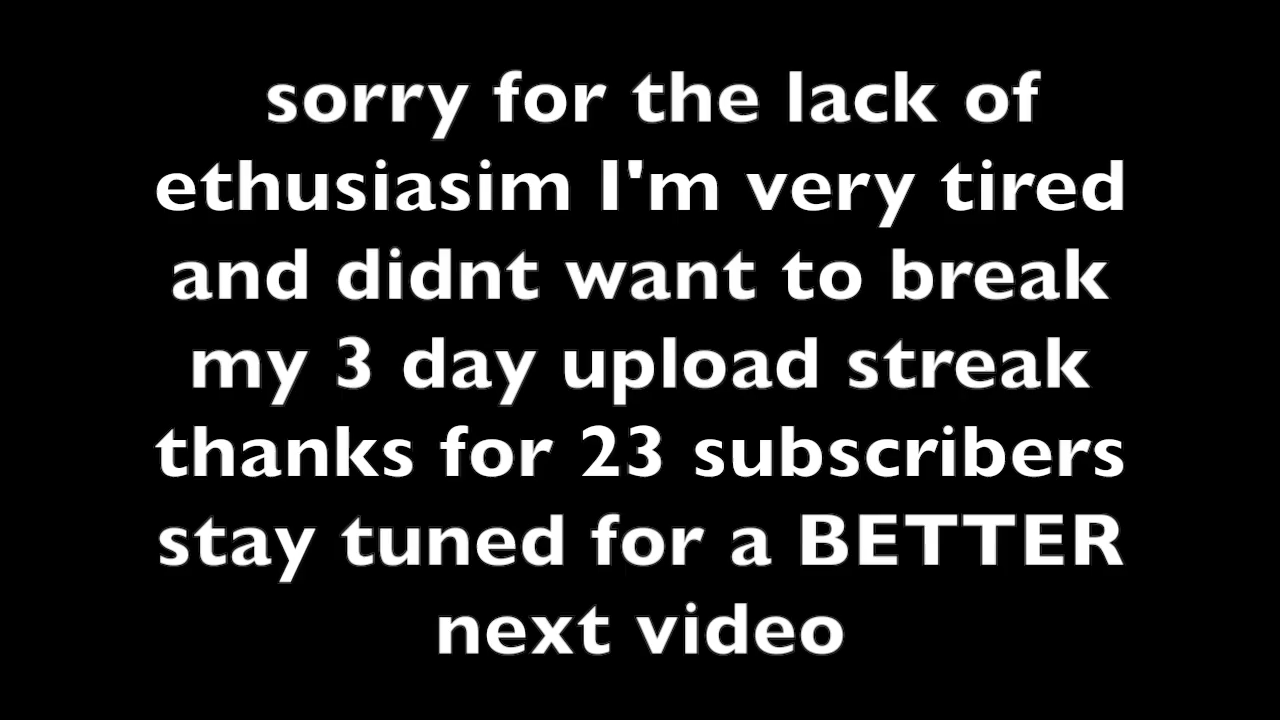 sorry for the lack of
ethusiasim I'm very tired
and didnt want to break
my 3 day upload streak
thanks for 23 subscribers
stay tuned for a BETTER
next video